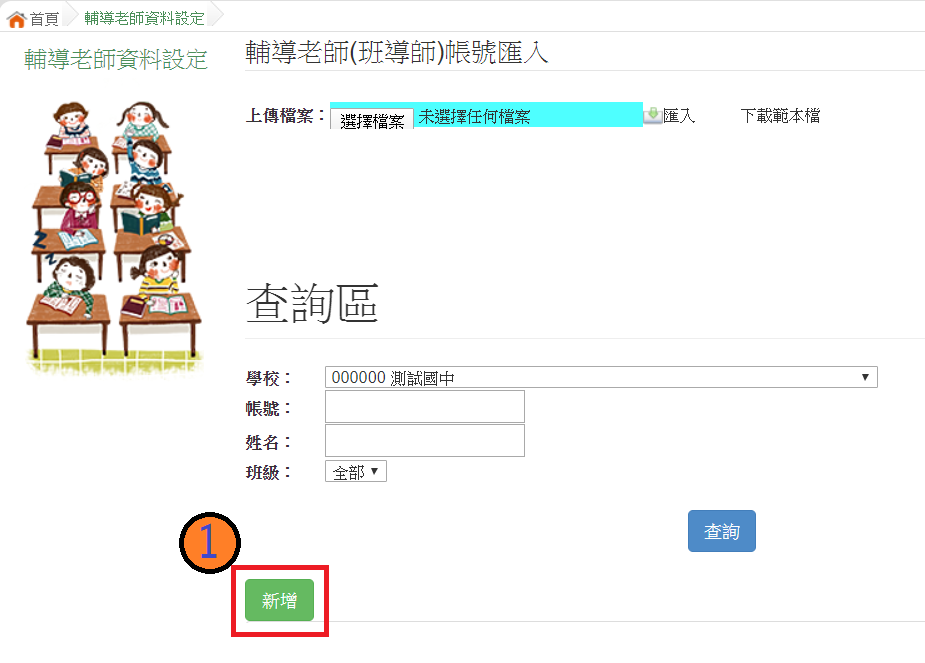 首頁 輔導老師資料設定
輔導老師資料設定
輔導老師(班導師)帳號匯入
上傳檔案： 選擇檔案 未選擇任何檔案 匯入 下載範本檔
查詢區
學校： 000000 測試國中
帳號：
姓名：
班級： 全部
查詢
1
新增